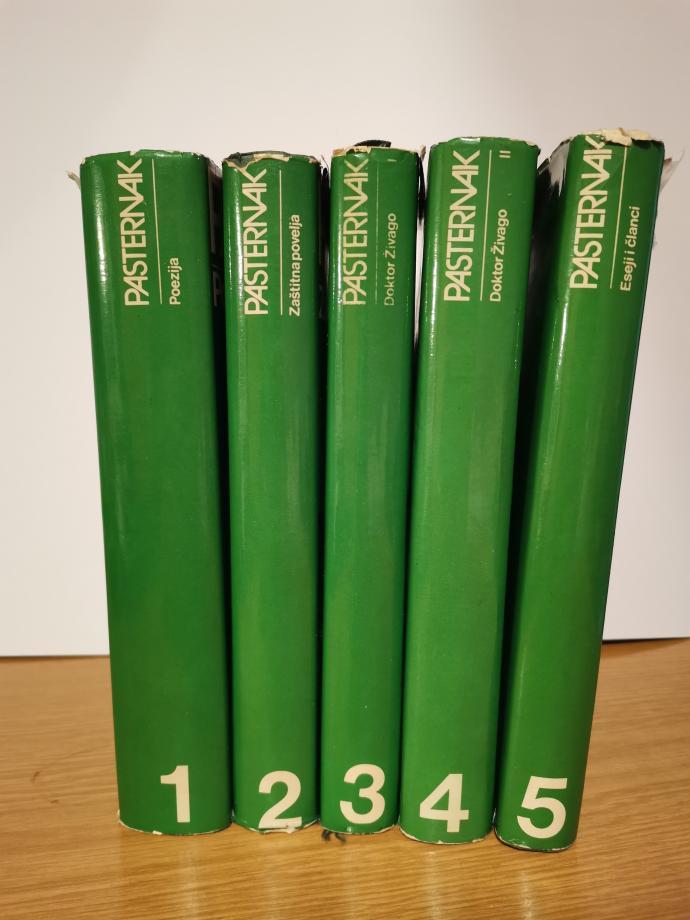 PASTERNAK
Poezija
1
PASTERNAK
Zaštitna povelja
2
PASTERNAK
Doktor Živago
3
PASTERNAK
Doktor Živago
II
4
PASTERNAK
Eseji i članci
5